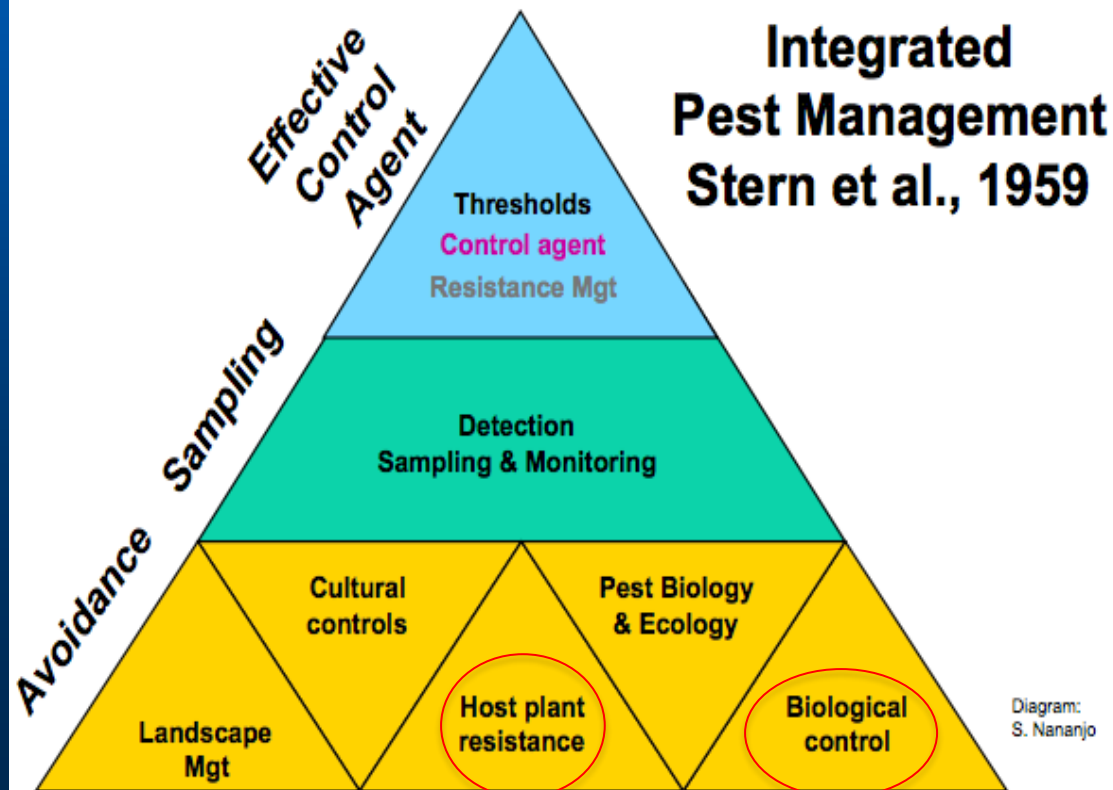 Integrated
Pest Management
Stern et al., 1959
Effective
Control
Agent
Thresholds
Control agent
Resistance Mgt
Sampling
Detection
Sampling & Monitoring
Avoidance
Cultural
controls
Pest Biology
& Ecology
Landscape
Mgt
Host plant
resistance
Biological
control
Diagram:
S. Nananjo